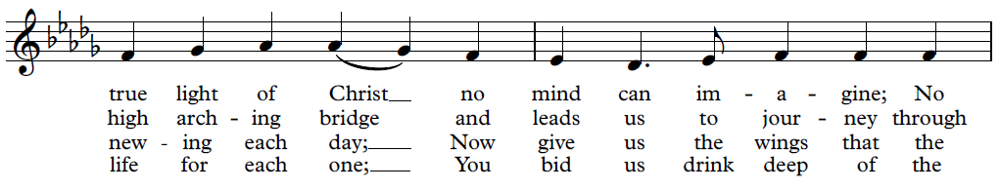 true light of Christ__ no mind can im - a - gine; No
high arch - ing bridge and leads us to jour - ney through
new - ing each day;____ Now give us the wings that the
life for each one;____ You bid us drink deep of the